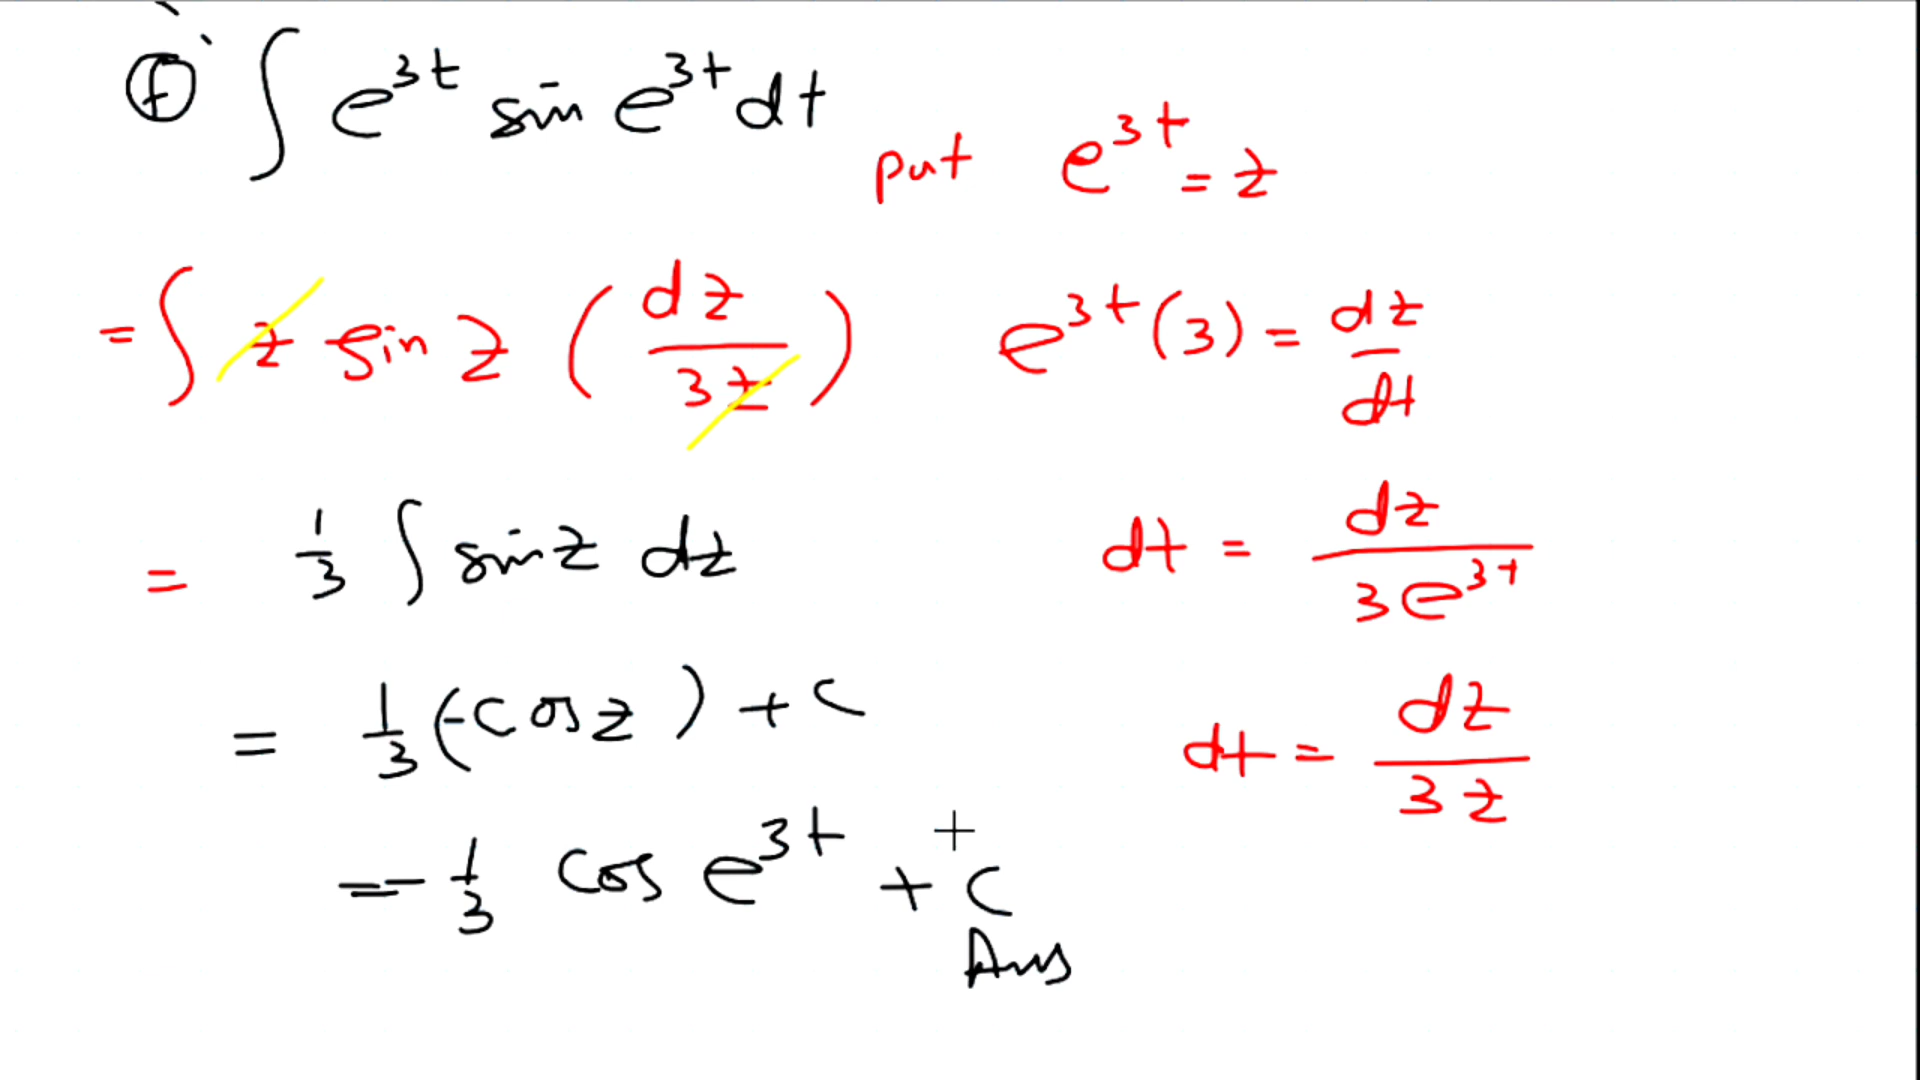 ⓕ ∫ e^{3t} sin e^{3t} dt
put e^{3t} = z
= ∫ z sin z (dz/3z)
e^{3t}(3) = dz/dt
= 1/3 ∫ sin z dz
dt = dz/3e^{3t}
= 1/3 (-cos z) + c
dt = dz/3z
= -1/3 cos e^{3t} + c
Ans